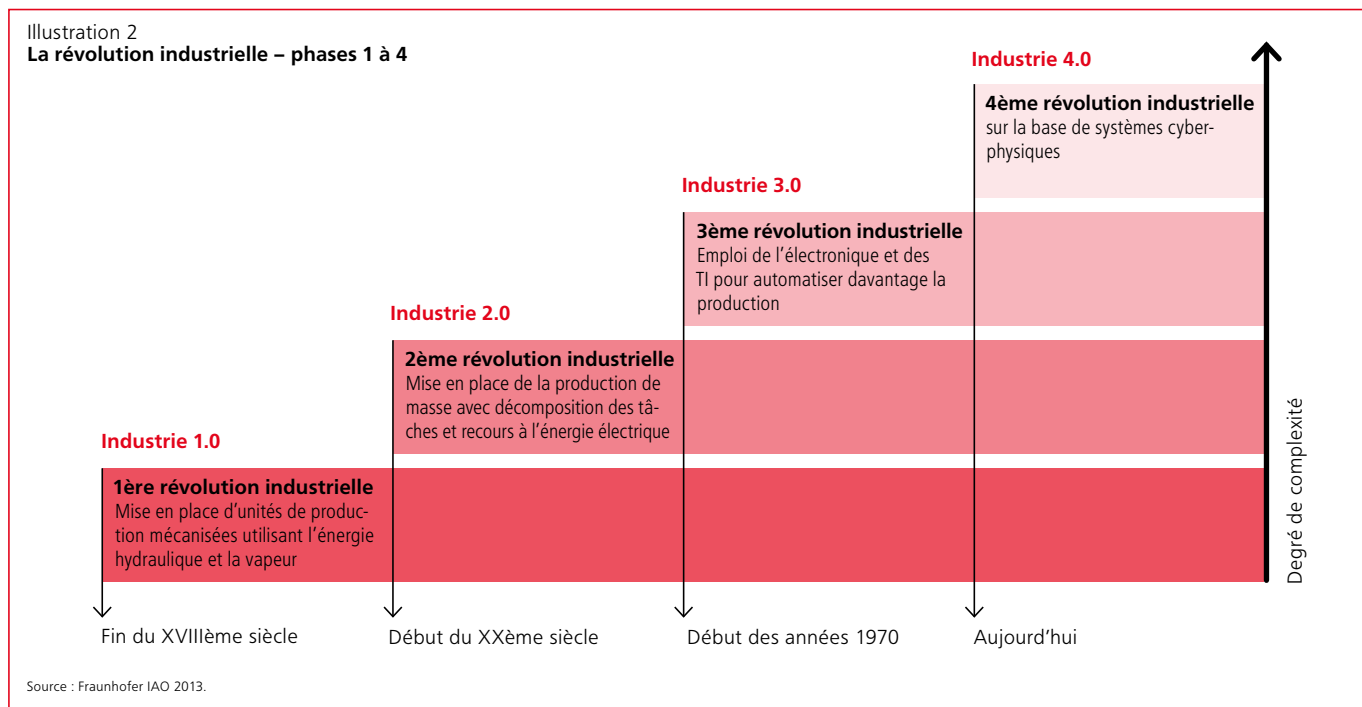 Illustration 2
La révolution industrielle – phases 1 à 4
Industrie 4.0
4ème révolution industrielle
sur la base de systèmes cyber-
physiques
Industrie 3.0
3ème révolution industrielle
Emploi de l'électronique et des
TI pour automatiser davantage la
production
Industrie 2.0
2ème révolution industrielle
Mise en place de la production de
masse avec décomposition des tâ-
ches et recours à l'énergie électrique
Industrie 1.0
1ère révolution industrielle
Mise en place d'unités de produc-
tion mécanisées utilisant l'énergie
hydraulique et la vapeur
Degré de complexité
Fin du XVIIIème siècle
Début du XXème siècle
Début des années 1970
Aujourd'hui
Source : Fraunhofer IAO 2013.